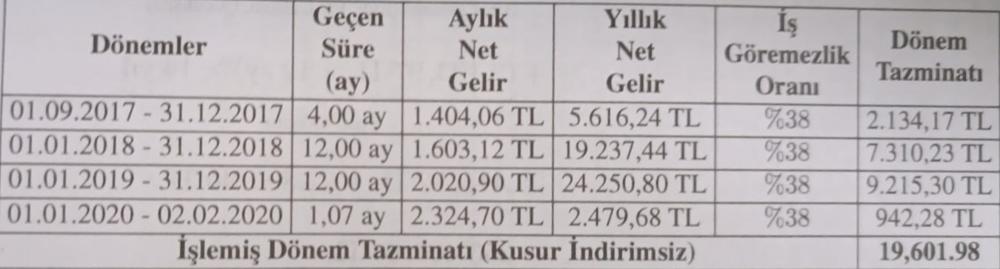 Dönemler Geçen Süre (ay) Aylık Net Gelir Yıllık Net Gelir İş Göremezlik Oranı Dönem Tazminatı
01.09.2017 - 31.12.2017 4,00 ay 1.404,06 TL 5.616,24 TL %38 2.134,17 TL
01.01.2018 - 31.12.2018 12,00 ay 1.603,12 TL 19.237,44 TL %38 7.310,23 TL
01.01.2019 - 31.12.2019 12,00 ay 2.020,90 TL 24.250,80 TL %38 9.215,30 TL
01.01.2020 - 02.02.2020 1,07 ay 2.324,70 TL 2.479,68 TL %38 942,28 TL
İşlemiş Dönem Tazminatı (Kusur İndirimsiz) 19,601.98